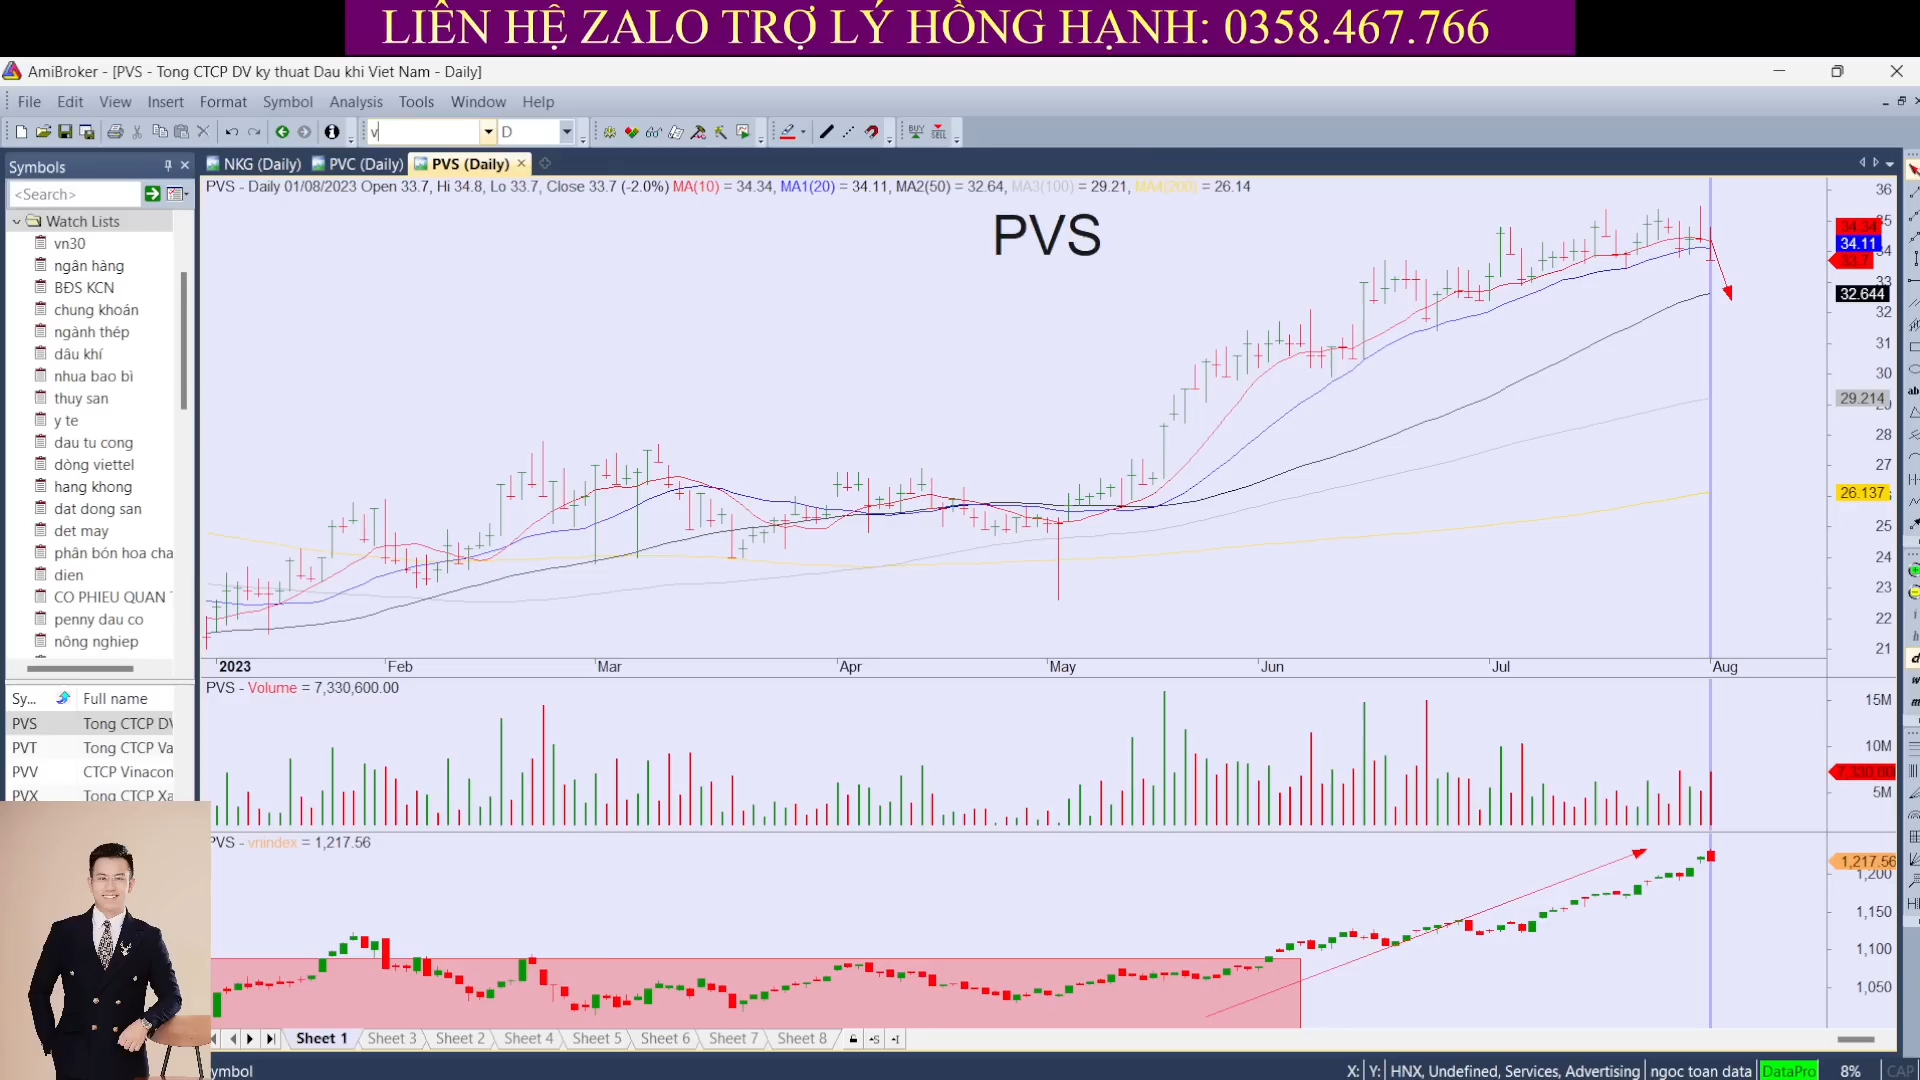 LIÊN HỆ ZALO TRỢ LÝ HỒNG HẠNH: 0358.467.766
AmiBroker - [PVS - Tong CTCP DV ky thuat Dau khi Viet Nam - Daily]
File Edit View Insert Format Symbol Analysis Tools Window Help
v D BUY SELL
Symbols
NKG (Daily) PVC (Daily) PVS (Daily)
<Search>
PVS - Daily 01/08/2023 Open 33.7, Hi 34.8, Lo 33.7, Close 33.7 (-2.0%) MA(10) = 34.34, MA1(20) = 34.11, MA2(50) = 32.64, MA3(100) = 29.21, MA4(200) = 26.14
PVS
Watch Lists
vn30
ngân hàng
BĐS KCN
chung khoán
ngành thép
dâu khí
nhua bao bì
thuy san
y te
dau tu cong
dòng viettel
hang khong
dat dong san
det may
phân bón hoa cha
dien
CO PHIEU QUAN
penny dau co
nông nghiep
36
34.34
34.11
34
33.7
33
32.644
32
31
30
29.214
28
27
26.137
25
24
23
22
21
2023 Feb Mar Apr May Jun Jul Aug
Sy... Full name
PVS Tong CTCP DV
PVT Tong CTCP Va
PVV CTCP Vinacon
PVX Tong CTCP Xa
PVS - Volume = 7,330,600.00
15M
10M
7,330,60
5M
PVS - vnindex = 1,217.56
1,217.56
1,200
1,150
1,100
1,050
Sheet 1 Sheet 3 Sheet 2 Sheet 4 Sheet 5 Sheet 6 Sheet 7 Sheet 8
ymbol
X: Y: HNX, Undefined, Services, Advertising ngoc toan data DataPro 8% CAP